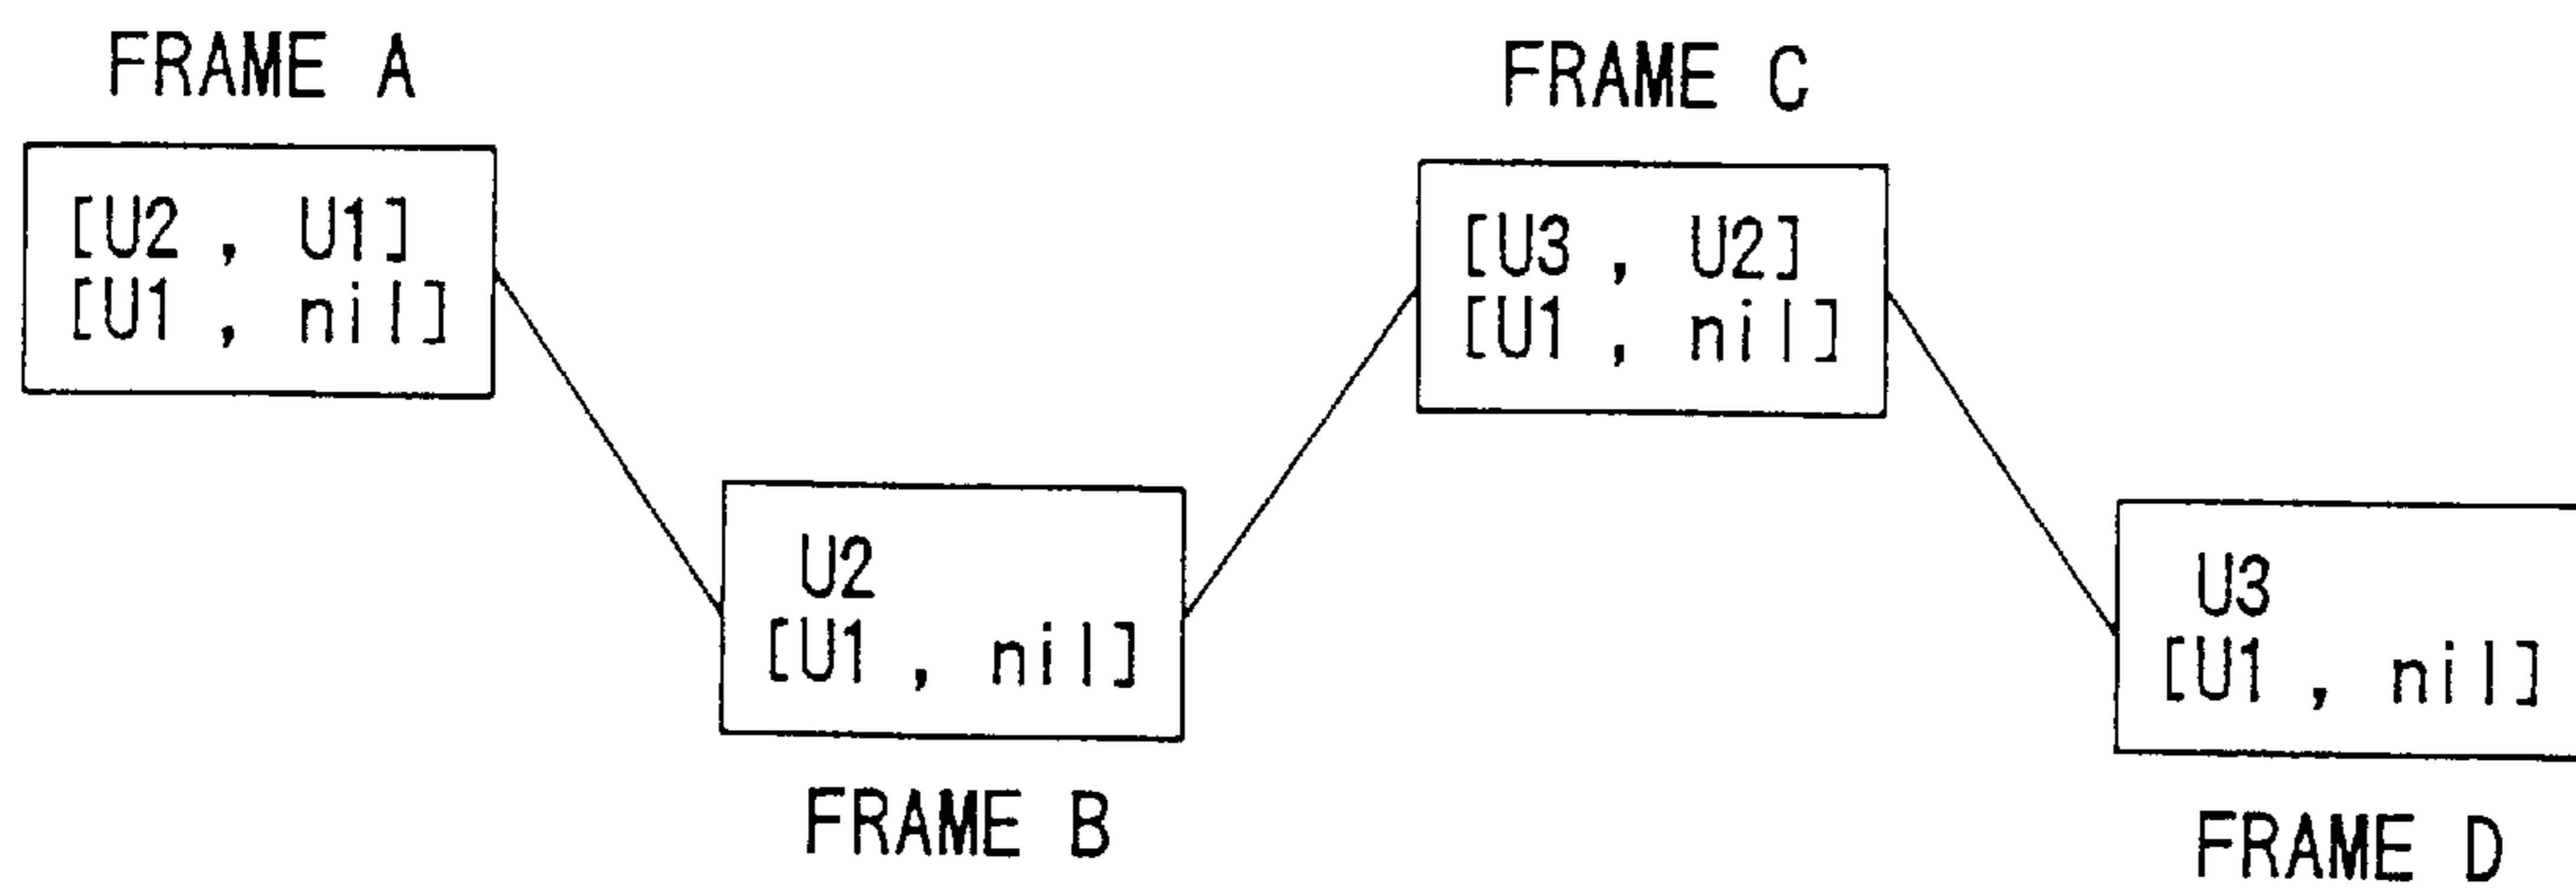 FRAME A
[U2 , U1]
[U1 , nil]
U2
[U1 , nil]
FRAME B
FRAME C
[U3 , U2]
[U1 , nil]
U3
[U1 , nil]
FRAME D